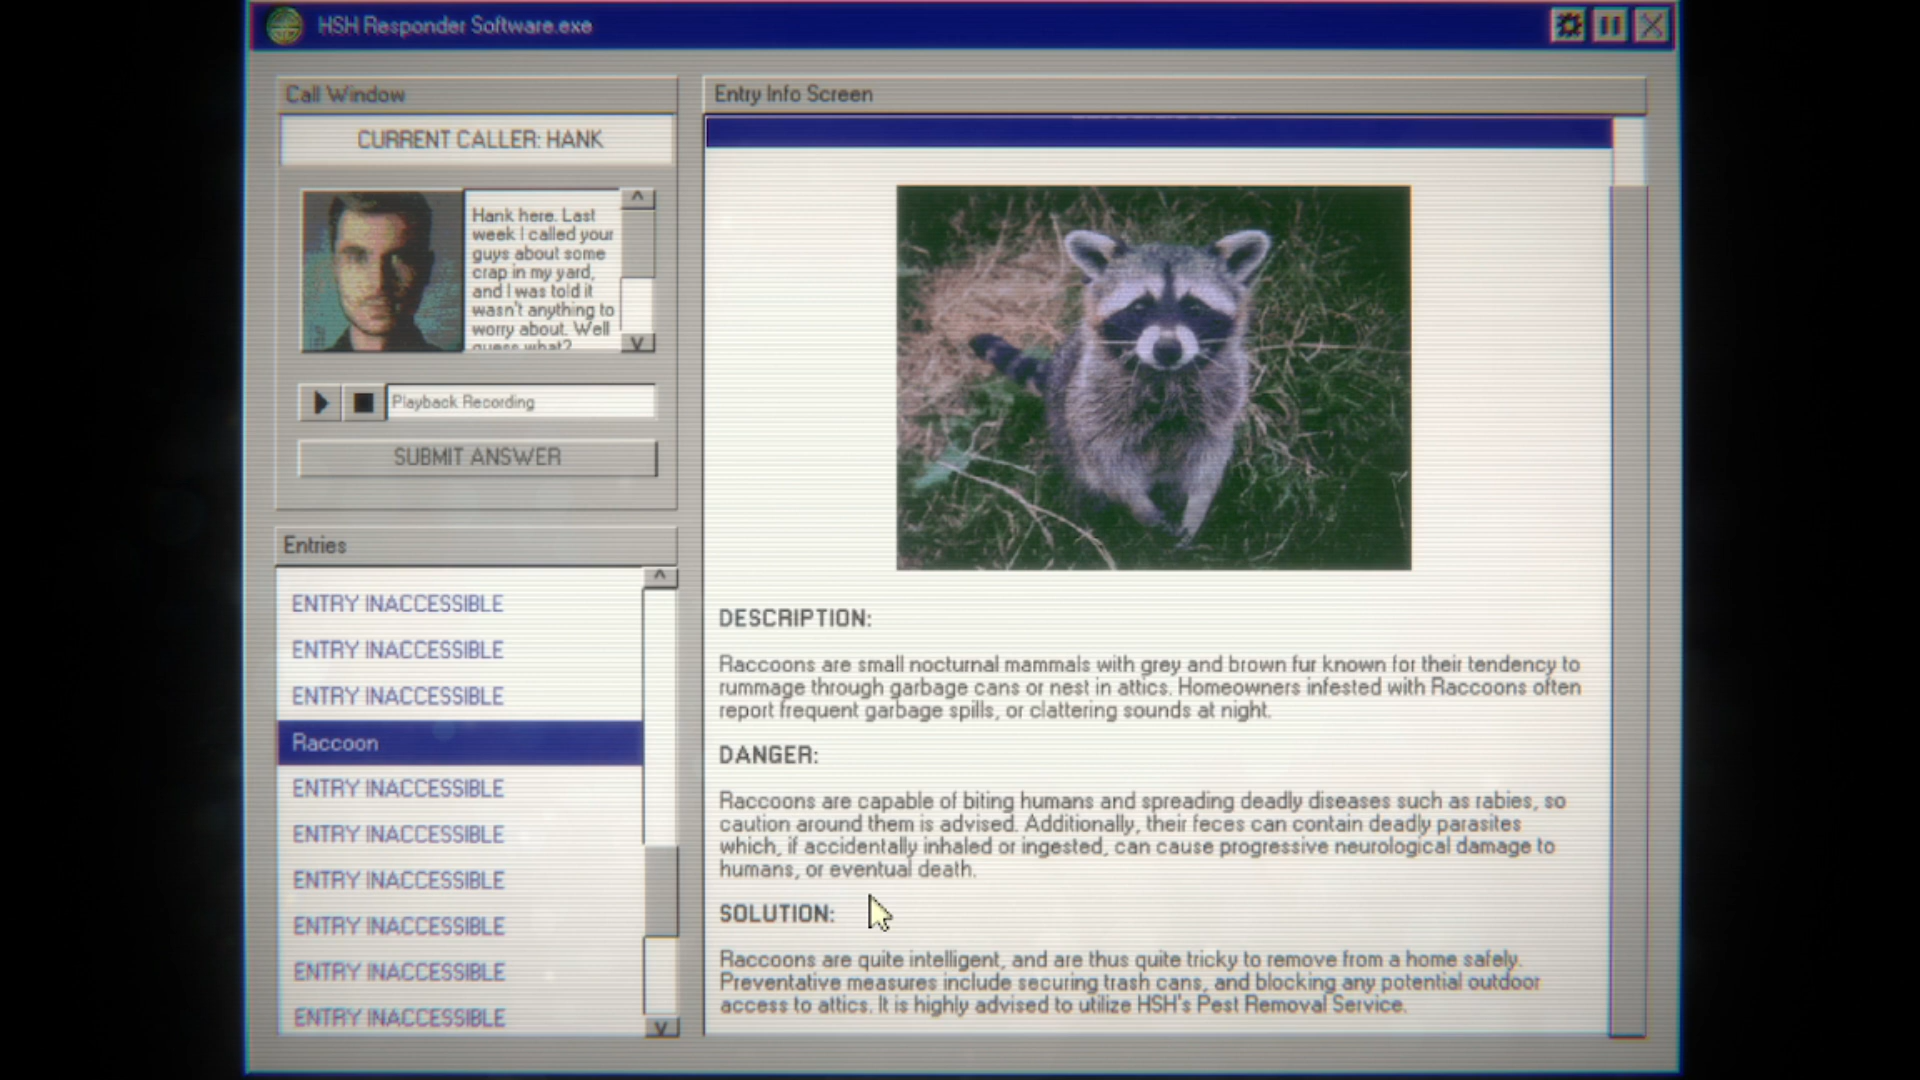 HSH Responder Software.exe
Call Window
CURRENT CALLER: HANK
Hank here. Last
week I called your
guys about some
crap in my yard,
and I was told it
wasn't anything to
worry about. Well
guess what?
Playback Recording
SUBMIT ANSWER
Entries
ENTRY INACCESSIBLE
ENTRY INACCESSIBLE
ENTRY INACCESSIBLE
Raccoon
ENTRY INACCESSIBLE
ENTRY INACCESSIBLE
ENTRY INACCESSIBLE
ENTRY INACCESSIBLE
ENTRY INACCESSIBLE
ENTRY INACCESSIBLE
Entry Info Screen
DESCRIPTION:
Raccoons are small nocturnal mammals with grey and brown fur known for their tendency to
rummage through garbage cans or nest in attics. Homeowners infested with Raccoons often
report frequent garbage spills, or clattering sounds at night.
DANGER:
Raccoons are capable of biting humans and spreading deadly diseases such as rabies, so
caution around them is advised. Additionally, their feces can contain deadly parasites
which, if accidentally inhaled or ingested, can cause progressive neurological damage to
humans, or eventual death.
SOLUTION:
Raccoons are quite intelligent, and are thus quite tricky to remove from a home safely.
Preventative measures include securing trash cans, and blocking any potential outdoor
access to attics. It is highly advised to utilize HSH's Pest Removal Service.